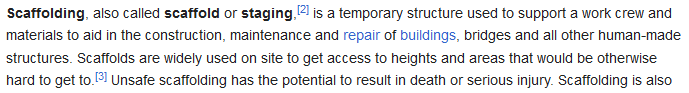 Scaffolding, also called scaffold or staging,[2] is a temporary structure used to support a work crew and
materials to aid in the construction, maintenance and repair of buildings, bridges and all other human-made
structures. Scaffolds are widely used on site to get access to heights and areas that would be otherwise
hard to get to.[3] Unsafe scaffolding has the potential to result in death or serious injury. Scaffolding is also